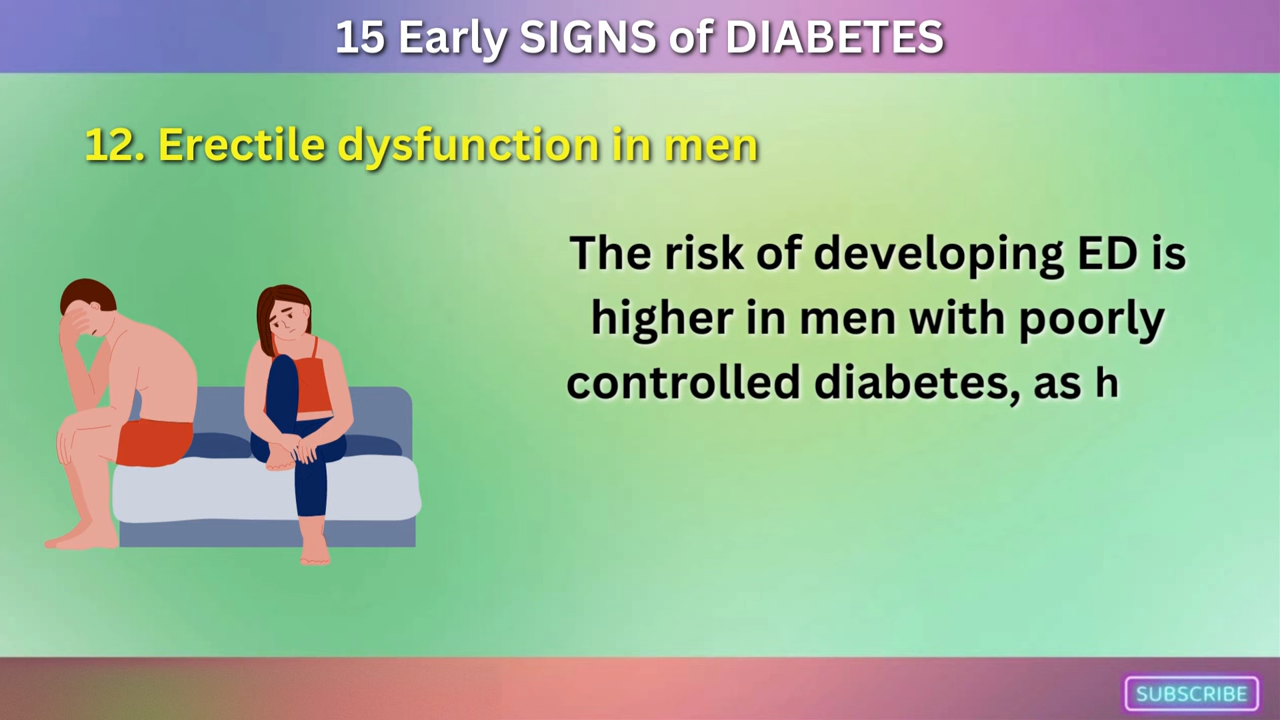 15 Early SIGNS of DIABETES
12. Erectile dysfunction in men
The risk of developing ED is
higher in men with poorly
controlled diabetes, as h
SUBSCRIBE